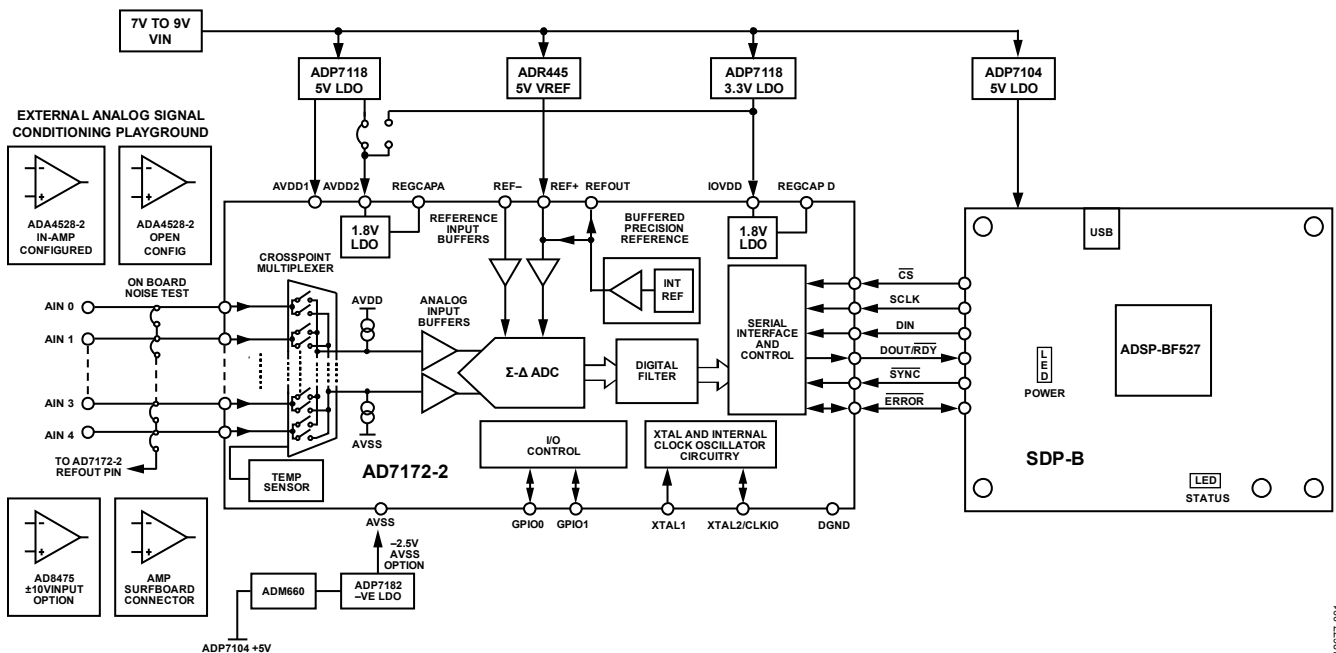 7V TO 9V
VIN
ADP7118
5V LDO
ADR445
5V VREF
ADP7118
3.3V LDO
ADP7104
5V LDO
EXTERNAL ANALOG SIGNAL
CONDITIONING PLAYGROUND
ADA4528-2
IN-AMP
CONFIGURED
ADA4528-2
OPEN
CONFIG
AVDD1
AVDD2
REGCAPA
REF–
REF+
REFOUT
IOVDD
REGCAP D
1.8V
LDO
REFERENCE
INPUT
BUFFERS
BUFFERED
PRECISION
REFERENCE
1.8V
LDO
INT
REF
CROSSPOINT
MULTIPLEXER
ON BOARD
NOISE TEST
AIN 0
AIN 1
AIN 3
AIN 4
TO AD7172-2
REFOUT PIN
AVDD
AVSS
ANALOG
INPUT
BUFFERS
Σ-Δ ADC
DIGITAL
FILTER
SERIAL
INTERFACE
AND
CONTROL
CS
SCLK
DIN
DOUT/RDY
SYNC
ERROR
USB
ADSP-BF527
LED
POWER
SDP-B
LED
STATUS
TEMP
SENSOR
AD7172-2
I/O
CONTROL
XTAL AND INTERNAL
CLOCK OSCILLATOR
CIRCUITRY
AVSS
GPIO0
GPIO1
XTAL1
XTAL2/CLKIO
DGND
AD8475
±10VINPUT
OPTION
AMP
SURFBOARD
CONNECTOR
–2.5V
AVSS
OPTION
ADM660
ADP7182
–VE LDO
ADP7104 +5V